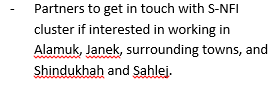 - Partners to get in touch with S-NFI
cluster if interested in working in
Alamuk, Janek, surrounding towns, and
Shindukhah and Sahlej.